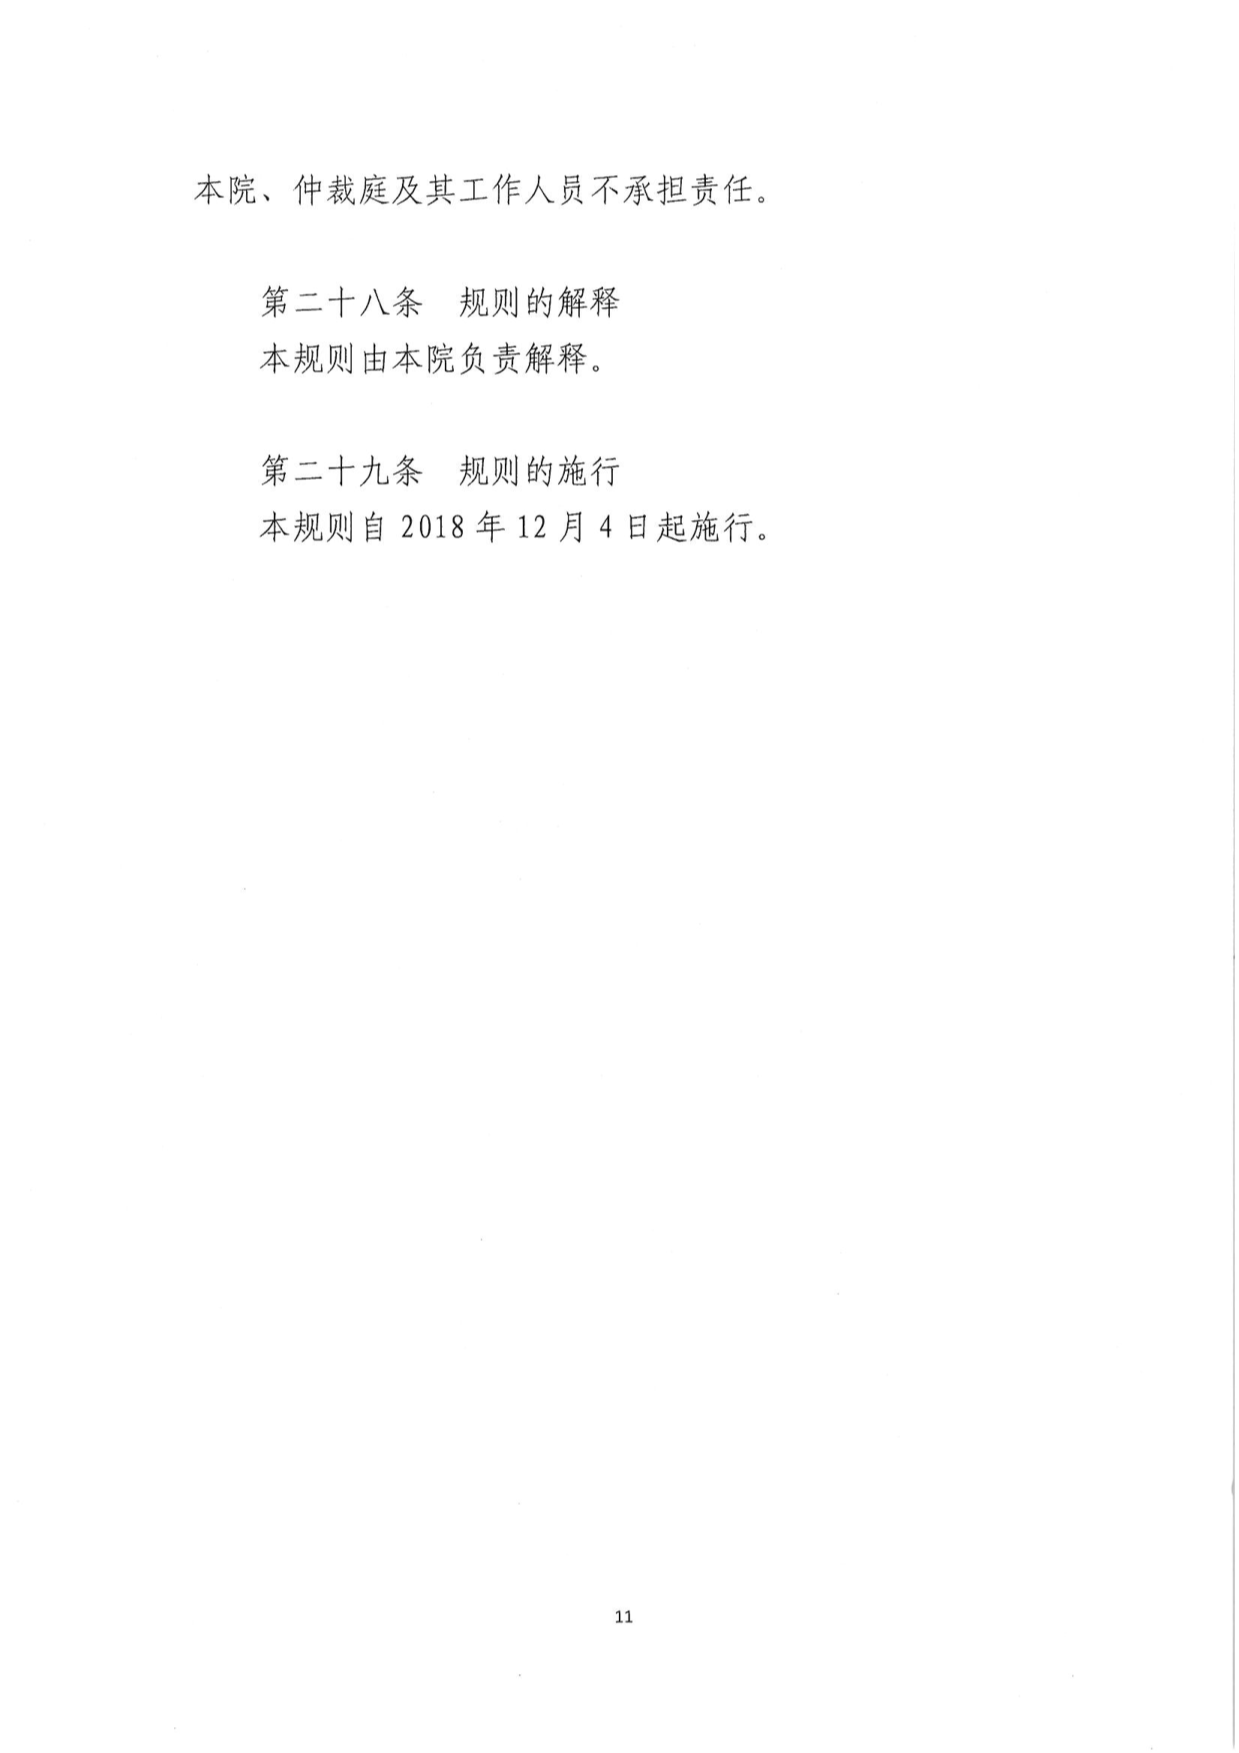 本院、仲裁庭及其工作人员不承担责任。
第二十八条　规则的解释
本规则由本院负责解释。
第二十九条　规则的施行
本规则自 2018 年 12 月 4 日起施行。
11